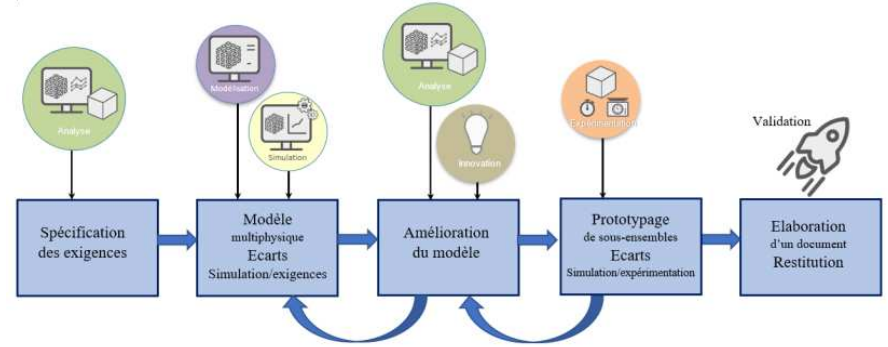 Analyse
Modélisation
Simulation
Analyse
Innovation
Expérimentation
Validation
Spécification
des exigences
Modèle
multiphysique
Ecarts
Simulation/exigences
Amélioration
du modèle
Prototypage
de sous-ensembles
Ecarts
Simulation/expérimentation
Elaboration
d'un document
Restitution